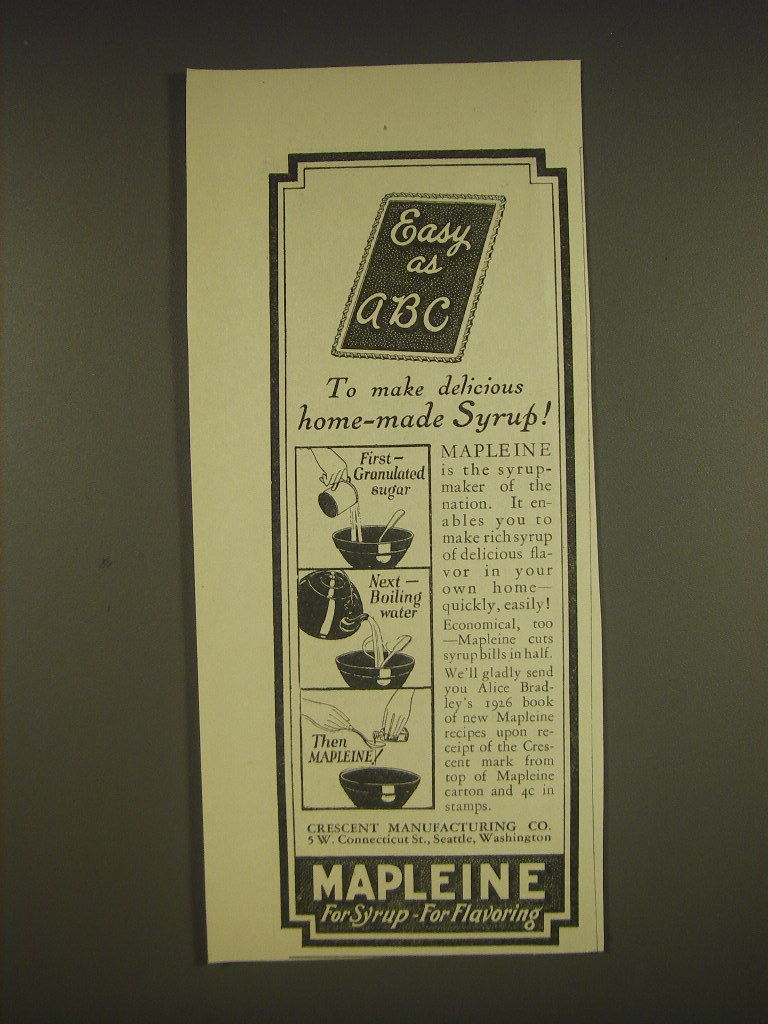 Easy
as
ABC
To make delicious
home-made Syrup!
First—
Granulated
sugar
Next—
Boiling
water
Then
MAPLEINE!
MAPLEINE
is the syrup-
maker of the
nation. It en-
ables you to
make rich syrup
of delicious fla-
vor in your
own home—
quickly, easily!
Economical, too
—Mapleine cuts
syrup bills in half.
We'll gladly send
you Alice Brad-
ley's 1926 book
of new Mapleine
recipes upon re-
ceipt of the Cres-
cent mark from
top of Mapleine
carton and 4c in
stamps.
CRESCENT MANUFACTURING CO.
5 W. Connecticut St., Seattle, Washington
MAPLEINE
For Syrup-For Flavoring